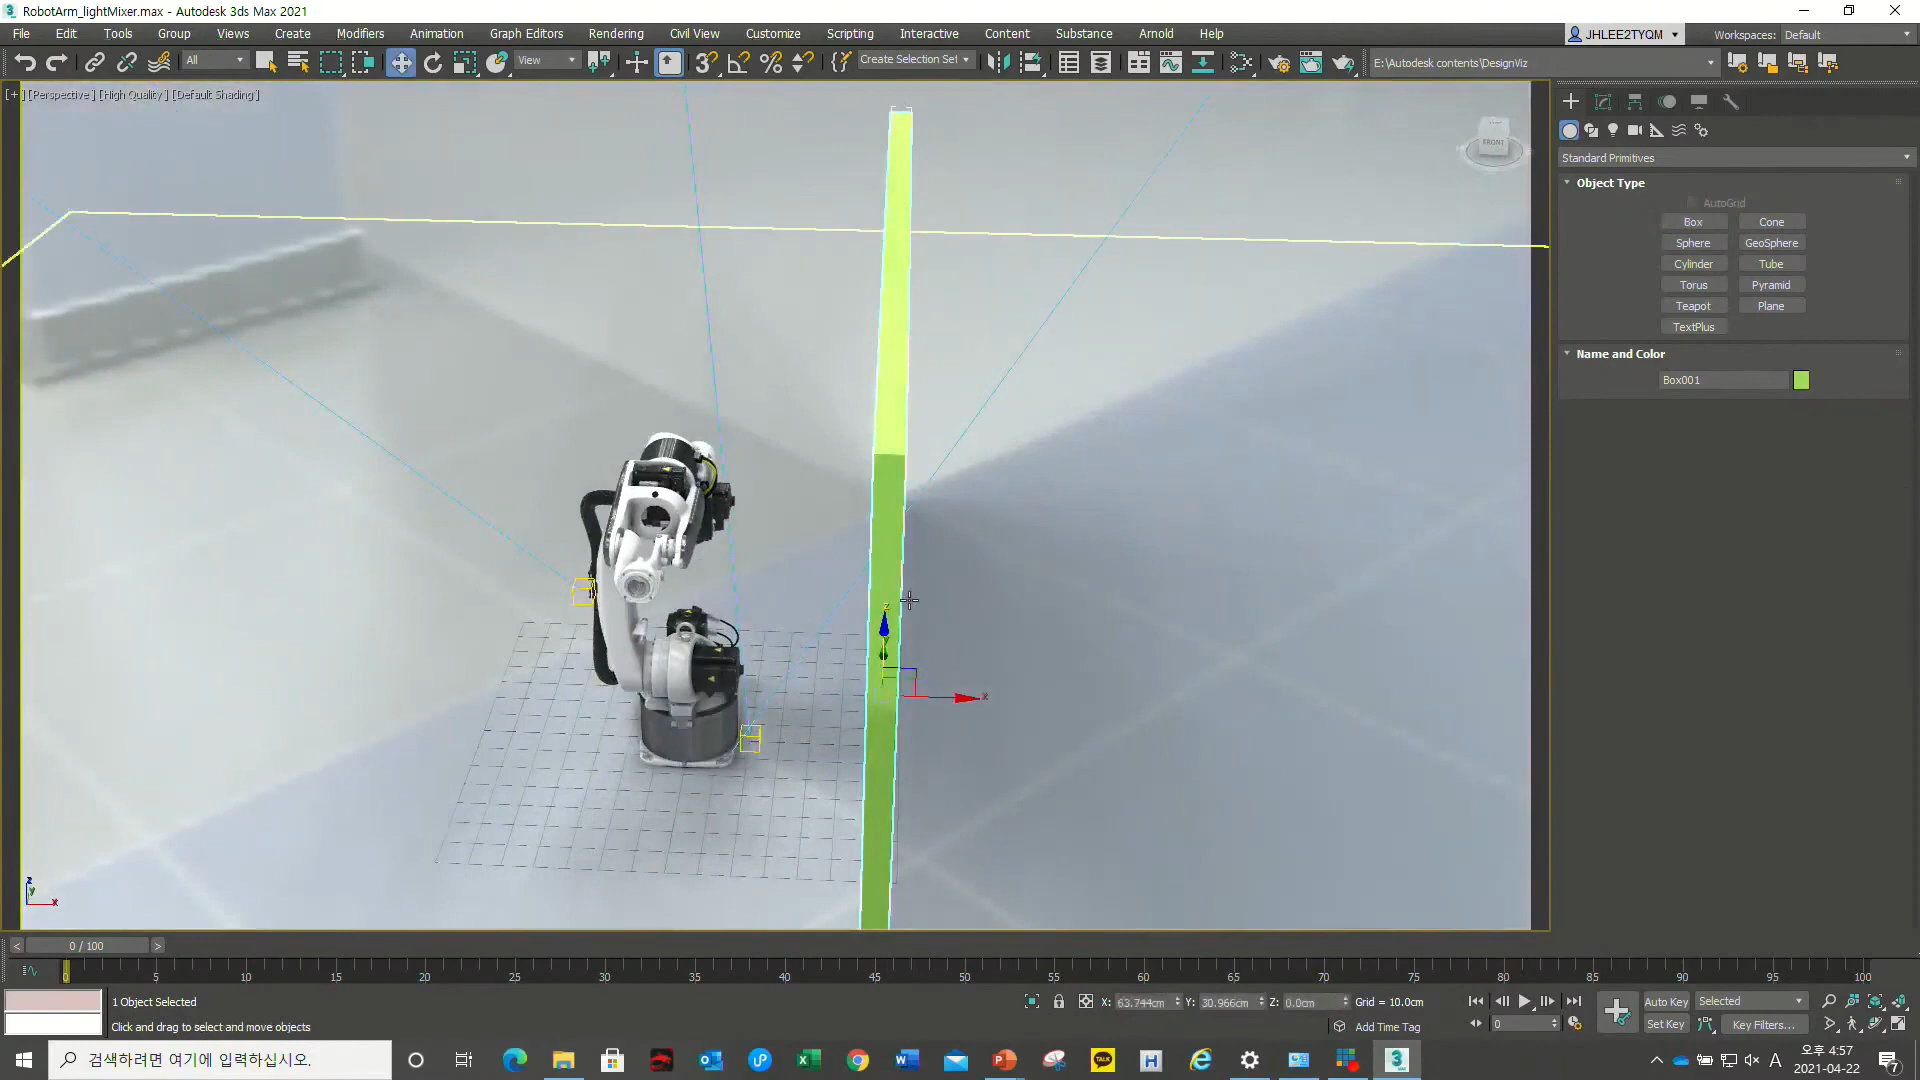 RobotArm_lightMixer.max - Autodesk 3ds Max 2021
File Edit Tools Group Views Create Modifiers Animation Graph Editors Rendering Civil View Customize Scripting Interactive Content Substance Arnold Help
JHLEE2TYQM
Workspaces: Default
All
View
Create Selection Set
E:\Autodesk contents\DesignViz
[+] [Perspective] [High Quality] [Default Shading]
FRONT
Standard Primitives
Object Type
AutoGrid
Box Cone
Sphere GeoSphere
Cylinder Tube
Torus Pyramid
Teapot Plane
TextPlus
Name and Color
Box001
z
x
z
y
x
< 0 / 100 >
0 5 10 15 20 25 30 35 40 45 50 55 60 65 70 75 80 85 90 95 100
1 Object Selected
X: 63.744cm Y: 30.966cm Z: 0.0cm Grid = 10.0cm
Auto Key Selected
Click and drag to select and move objects
Add Time Tag
0
Set Key Key Filters...
검색하려면 여기에 입력하십시오.
TALK
A
오후 4:57
2021-04-22
7